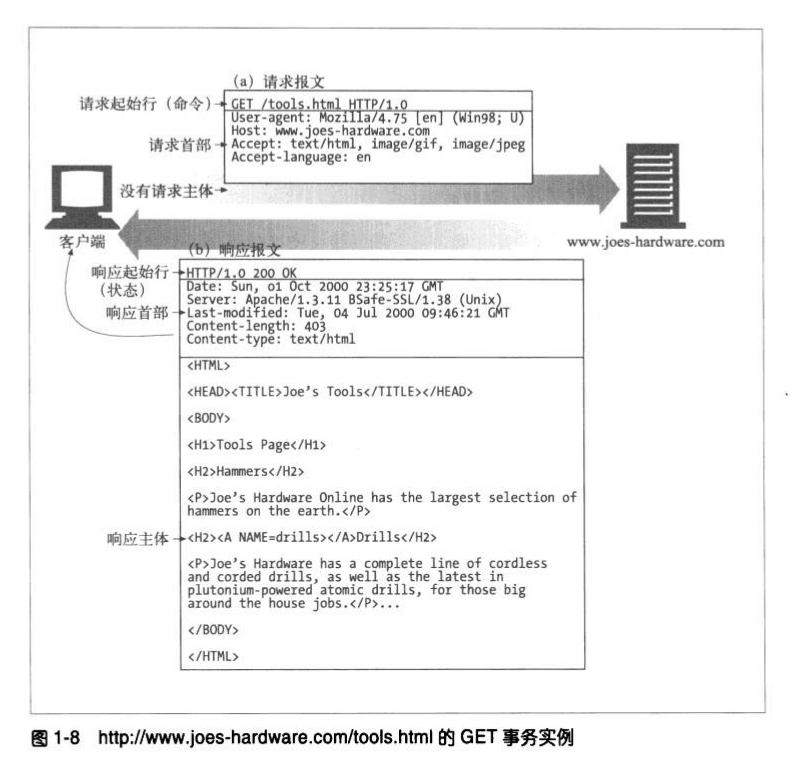 (a) 请求报文
请求起始行（命令）
GET /tools.html HTTP/1.0
User-agent: Mozilla/4.75 [en] (Win98; U)
Host: www.joes-hardware.com
请求首部
Accept: text/html, image/gif, image/jpeg
Accept-language: en
没有请求主体
客户端
www.joes-hardware.com
(b) 响应报文
响应起始行
（状态）
HTTP/1.0 200 OK
Date: Sun, 01 Oct 2000 23:25:17 GMT
Server: Apache/1.3.11 BSafe-SSL/1.38 (Unix)
响应首部
Last-modified: Tue, 04 Jul 2000 09:46:21 GMT
Content-length: 403
Content-type: text/html
<HTML>
<HEAD><TITLE>Joe's Tools</TITLE></HEAD>
<BODY>
<H1>Tools Page</H1>
<H2>Hammers</H2>
<P>Joe's Hardware Online has the largest selection of
hammers on the earth.</P>
响应主体
<H2><A NAME=drills></A>Drills</H2>
<P>Joe's Hardware has a complete line of cordless
and corded drills, as well as the latest in
plutonium-powered atomic drills, for those big
around the house jobs.</P>...
</BODY>
</HTML>
图 1-8 http://www.joes-hardware.com/tools.html 的 GET 事务实例